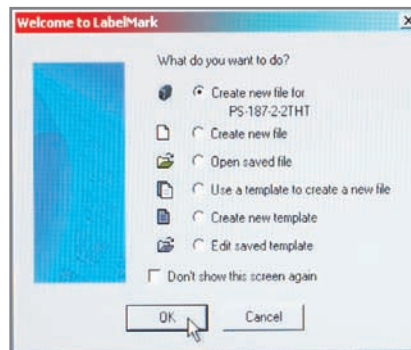 Welcome to LabelMark
What do you want to do?
Create new file for
PS-187-2-2THT
Create new file
Open saved file
Use a template to create a new file
Create new template
Edit saved template
Don't show this screen again
OK
Cancel